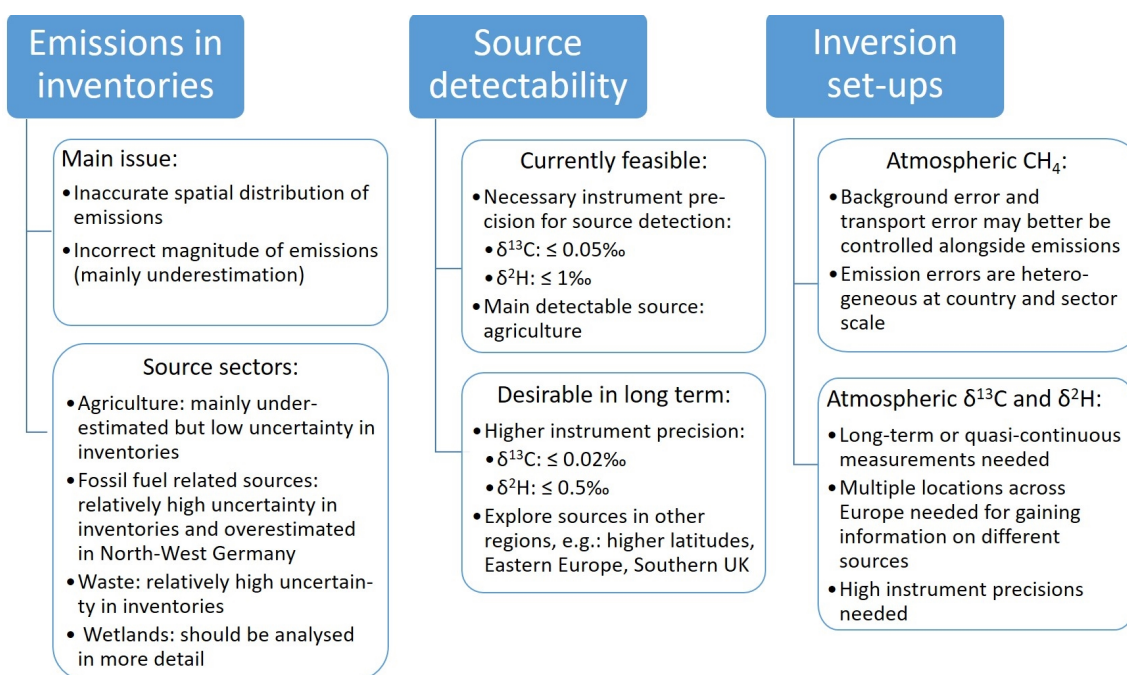 Emissions in
inventories
Main issue:
•Inaccurate spatial distribution of
emissions
•Incorrect magnitude of emissions
(mainly underestimation)
Source sectors:
•Agriculture: mainly under-
estimated but low uncertainty in
inventories
•Fossil fuel related sources:
relatively high uncertainty in
inventories and overestimated
in North-West Germany
•Waste: relatively high uncertain-
ty in inventories
• Wetlands: should be analysed
in more detail
Source
detectability
Currently feasible:
•Necessary instrument pre-
cision for source detection:
•δ¹³C: ≤ 0.05‰
•δ²H: ≤ 1‰
•Main detectable source:
agriculture
Desirable in long term:
•Higher instrument precision:
•δ¹³C: ≤ 0.02‰
•δ²H: ≤ 0.5‰
•Explore sources in other
regions, e.g.: higher latitudes,
Eastern Europe, Southern UK
Inversion
set-ups
Atmospheric CH₄:
•Background error and
transport error may better be
controlled alongside emissions
•Emission errors are hetero-
geneous at country and sector
scale
Atmospheric δ¹³C and δ²H:
•Long-term or quasi-continuous
measurements needed
•Multiple locations across
Europe needed for gaining
information on different
sources
•High instrument precisions
needed